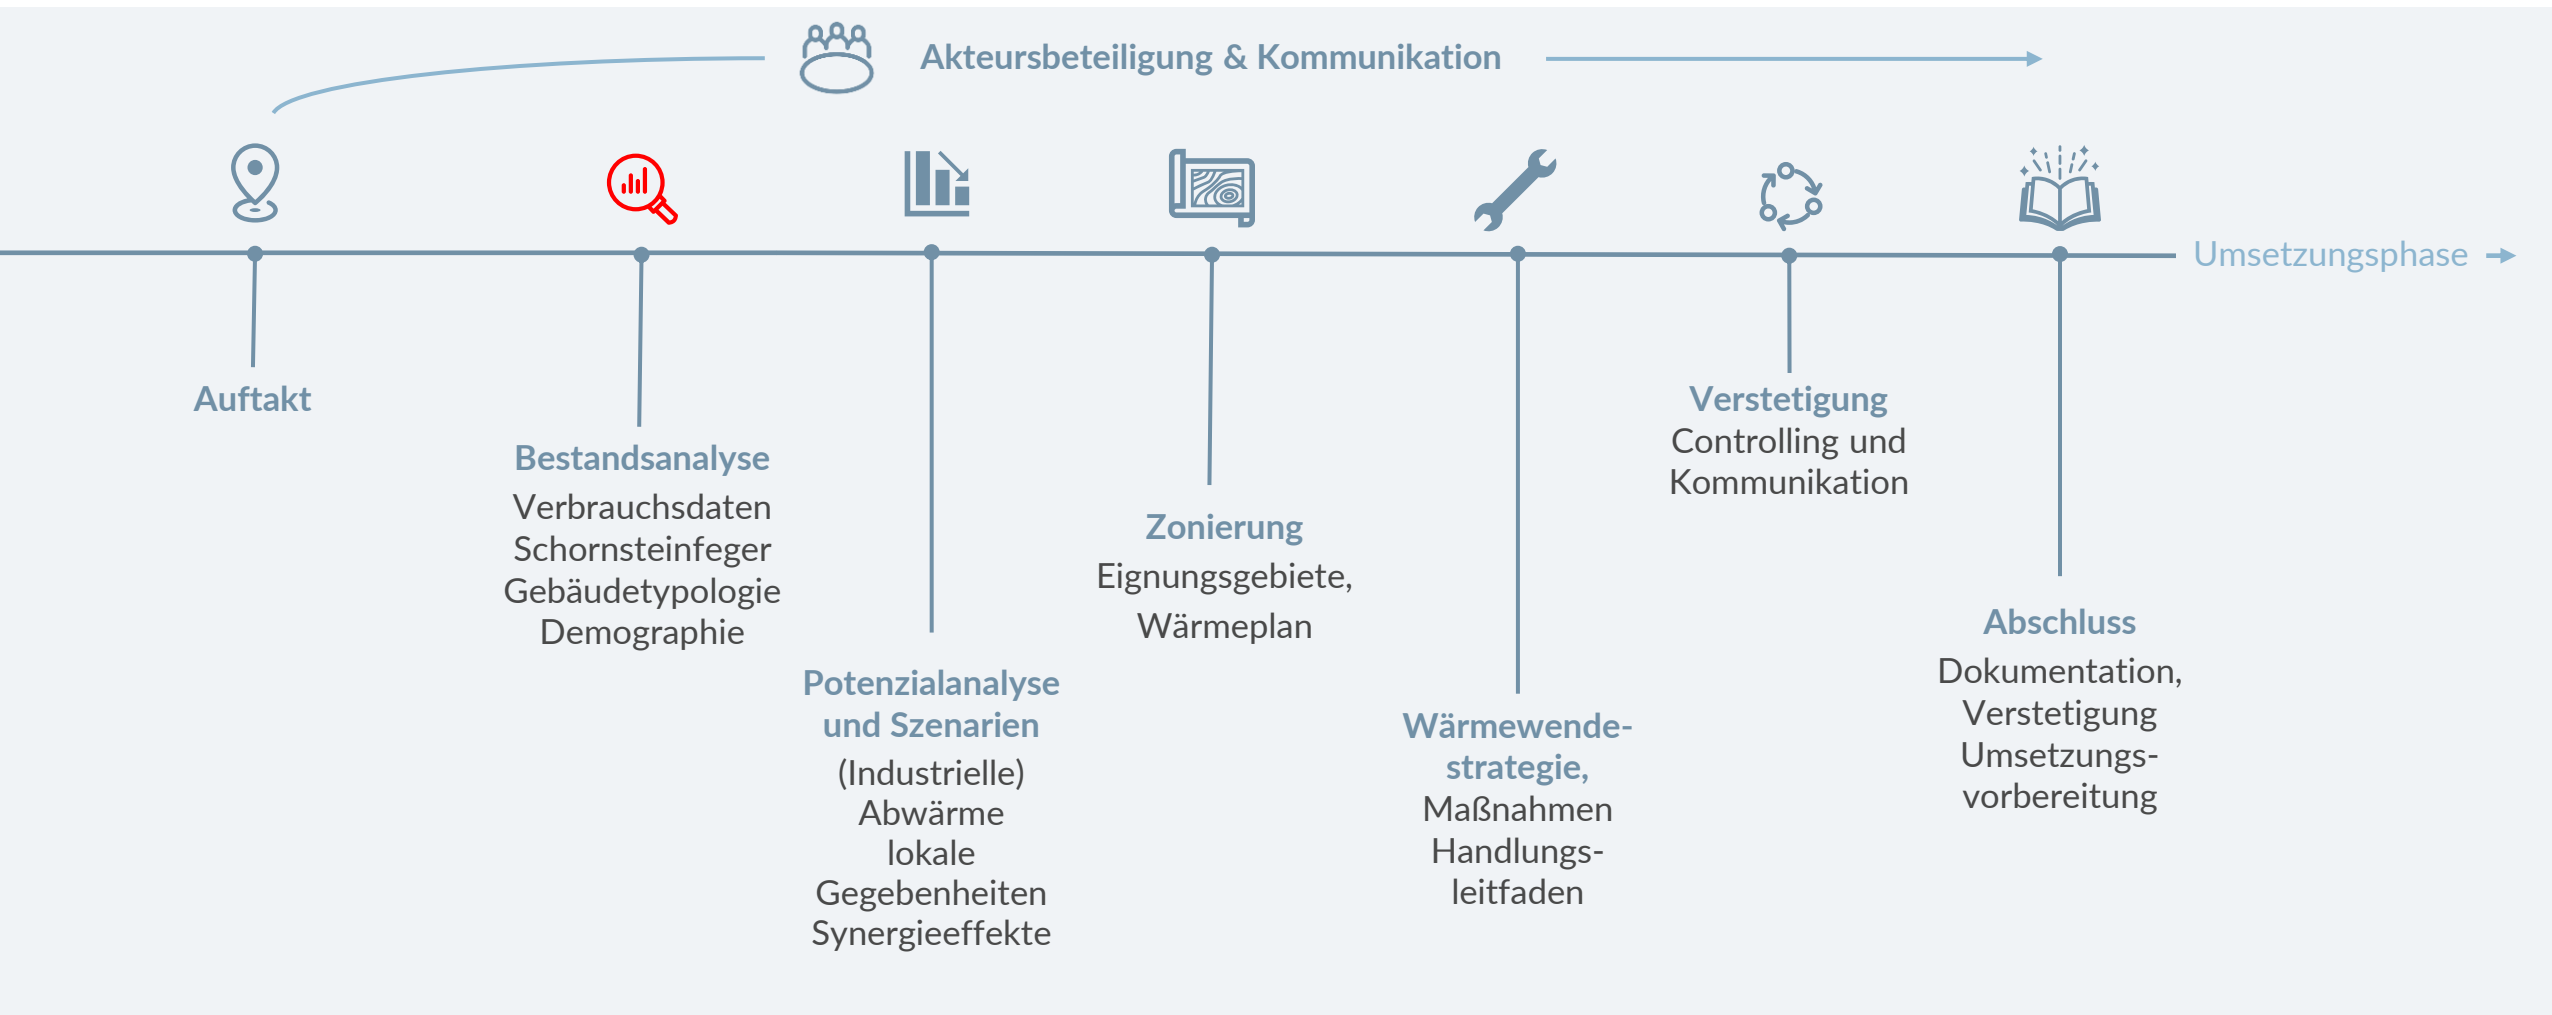 Akteursbeteiligung & Kommunikation
Umsetzungsphase
Auftakt
Bestandsanalyse
Verbrauchsdaten
Schornsteinfeger
Gebäudetypologie
Demographie
Potenzialanalyse
und Szenarien
(Industrielle)
Abwärme
lokale
Gegebenheiten
Synergieeffekte
Zonierung
Eignungsgebiete,
Wärmeplan
Wärmewende-
strategie,
Maßnahmen
Handlungs-
leitfaden
Verstetigung
Controlling und
Kommunikation
Abschluss
Dokumentation,
Verstetigung
Umsetzungs-
vorbereitung